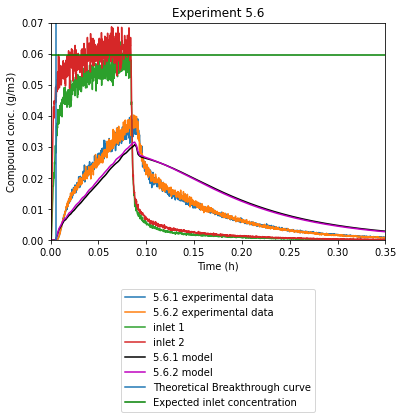 Experiment 5.6
Compound conc. (g/m3)
0.07
0.06
0.05
0.04
0.03
0.02
0.01
0.00
0.00 0.05 0.10 0.15 0.20 0.25 0.30 0.35
Time (h)
5.6.1 experimental data
5.6.2 experimental data
inlet 1
inlet 2
5.6.1 model
5.6.2 model
Theoretical Breakthrough curve
Expected inlet concentration